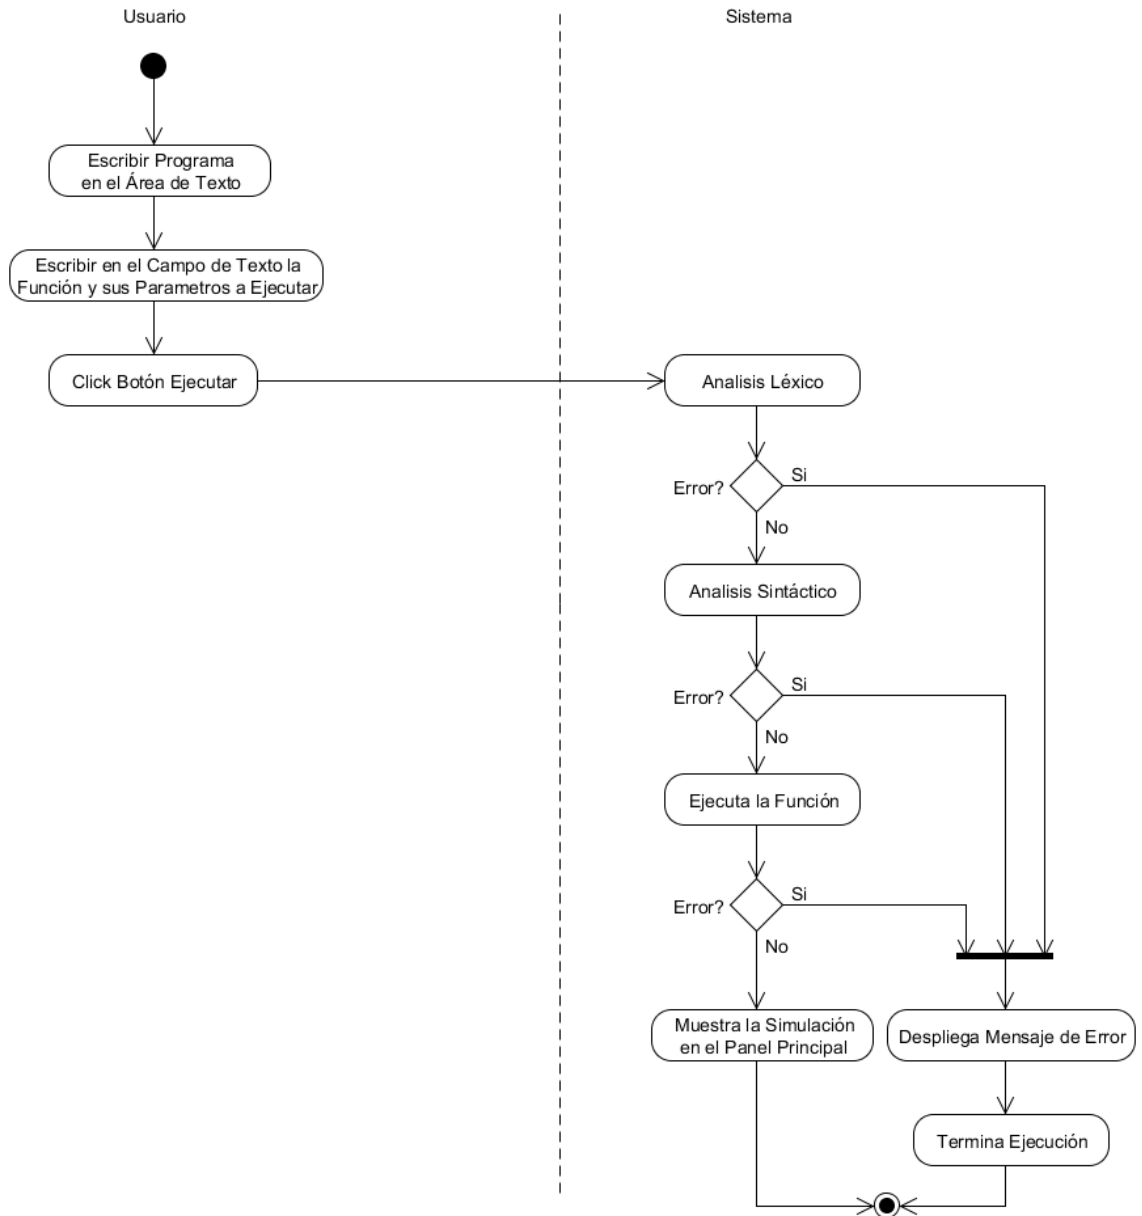 Usuario
Sistema
Escribir Programa
en el Área de Texto
Escribir en el Campo de Texto la
Función y sus Parametros a Ejecutar
Click Botón Ejecutar
Analisis Léxico
Error?
Si
No
Analisis Sintáctico
Error?
Si
No
Ejecuta la Función
Error?
Si
No
Muestra la Simulación
en el Panel Principal
Despliega Mensaje de Error
Termina Ejecución